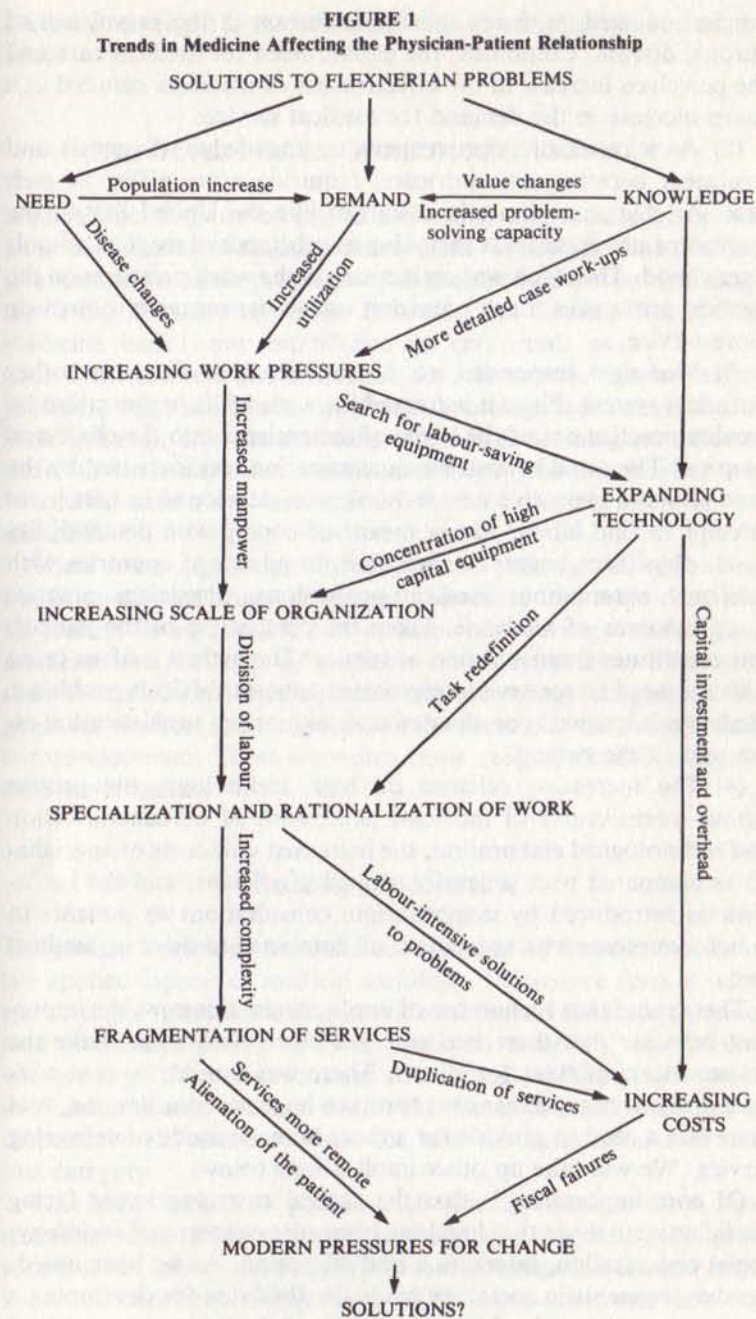 FIGURE 1
Trends in Medicine Affecting the Physician-Patient Relationship
SOLUTIONS TO FLEXNERIAN PROBLEMS
NEED
Population increase
DEMAND
Value changes
Increased problem-
solving capacity
KNOWLEDGE
Disease changes
Increased
utilization
More detailed case work-ups
INCREASING WORK PRESSURES
Increased manpower
Search for labour-saving
equipment
EXPANDING
TECHNOLOGY
Concentration of high
capital equipment
INCREASING SCALE OF ORGANIZATION
Division of labour
Task redefinition
Capital investment and overhead
SPECIALIZATION AND RATIONALIZATION OF WORK
Increased complexity
Labour-intensive solutions
to problems
FRAGMENTATION OF SERVICES
Duplication of services
INCREASING
COSTS
Services more remote
Alienation of the patient
Fiscal failures
MODERN PRESSURES FOR CHANGE
SOLUTIONS?